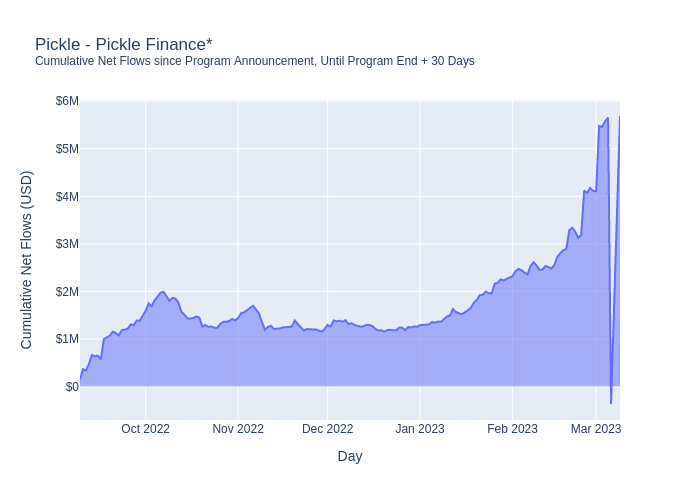 Pickle - Pickle Finance*
Cumulative Net Flows since Program Announcement, Until Program End + 30 Days
$6M
$5M
$4M
$3M
$2M
$1M
$0
Cumulative Net Flows (USD)
Oct 2022 Nov 2022 Dec 2022 Jan 2023 Feb 2023 Mar 2023
Day